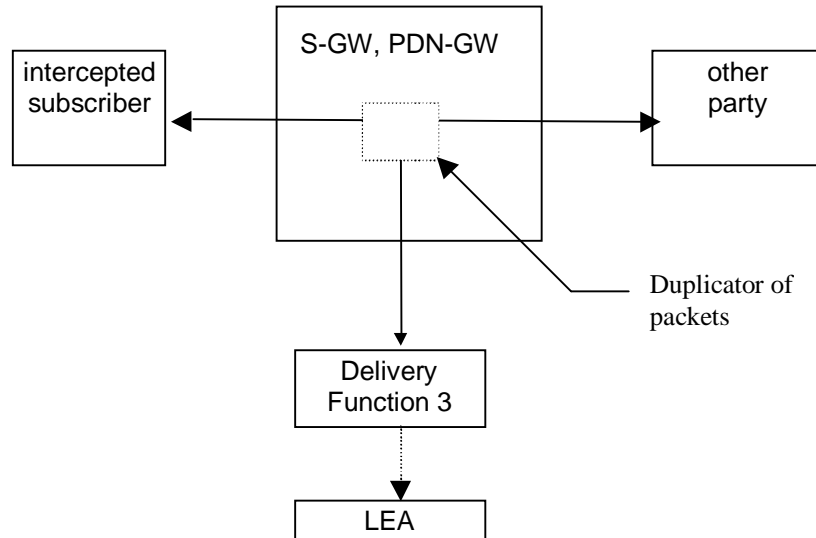 S-GW, PDN-GW
intercepted
subscriber
other
party
Duplicator of
packets
Delivery
Function 3
LEA